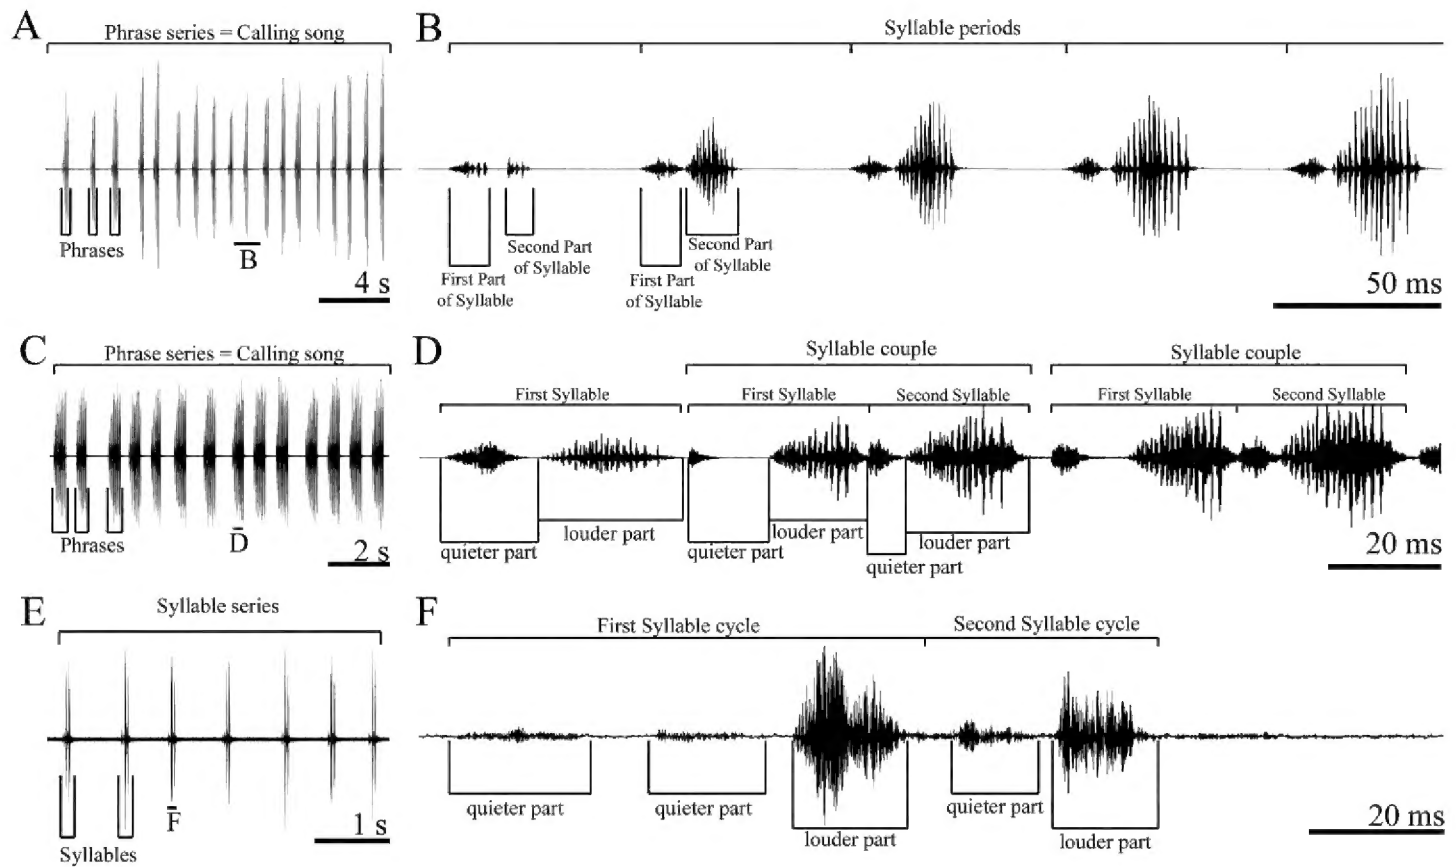 A
Phrase series = Calling song
Phrases
B
4 s
B
Syllable periods
First Part
of Syllable
Second Part
of Syllable
First Part
of Syllable
Second Part
of Syllable
50 ms
C
Phrase series = Calling song
Phrases
D
2 s
D
Syllable couple
Syllable couple
First Syllable
First Syllable
Second Syllable
First Syllable
Second Syllable
quieter part
louder part
quieter part
louder part
quieter part
louder part
20 ms
E
Syllable series
Syllables
F
1 s
F
First Syllable cycle
Second Syllable cycle
quieter part
quieter part
louder part
quieter part
louder part
20 ms